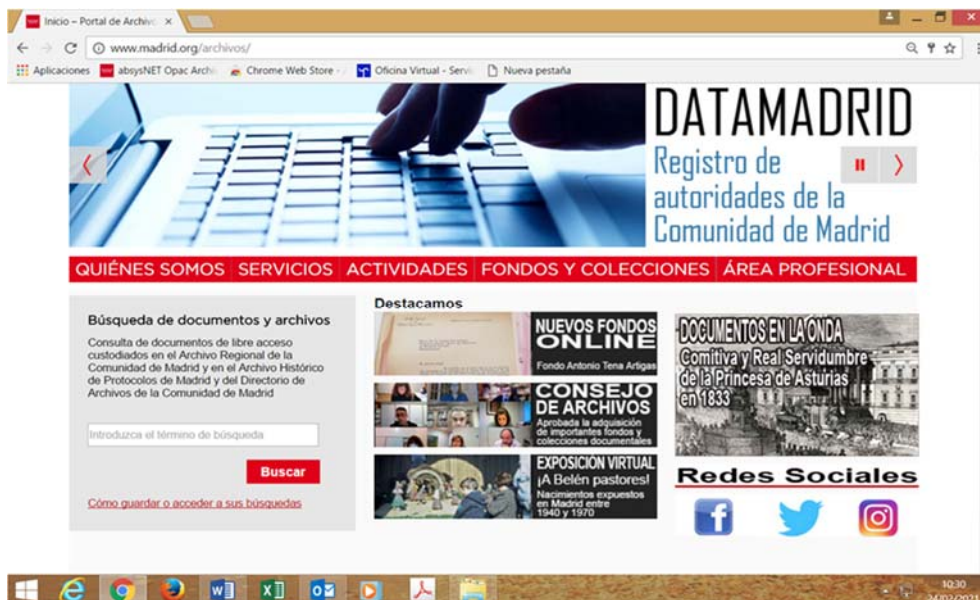 Inicio – Portal de Archiv
www.madrid.org/archivos/
Aplicaciones
absysNET Opac Archi
Chrome Web Store -
Oficina Virtual - Servi
Nueva pestaña
DATAMADRID
Registro de
autoridades de la
Comunidad de Madrid
QUIÉNES SOMOS SERVICIOS ACTIVIDADES FONDOS Y COLECCIONES ÁREA PROFESIONAL
Búsqueda de documentos y archivos
Consulta de documentos de libre acceso
custodiados en el Archivo Regional de la
Comunidad de Madrid y en el Archivo Histórico
de Protocolos de Madrid y del Directorio de
Archivos de la Comunidad de Madrid
Introduzca el término de búsqueda
Buscar
Cómo guardar o acceder a sus búsquedas
Destacamos
NUEVOS FONDOS
ONLINE
Fondo Antonio Tena Artigas
CONSEJO
DE ARCHIVOS
Aprobada la adquisición
de importantes fondos y
colecciones documentales
EXPOSICIÓN VIRTUAL
¡A Belén pastores!
Nacimientos expuestos
en Madrid entre
1940 y 1970
DOCUMENTOS EN LA ONDA
Comitiva y Real Servidumbre
de la Princesa de Asturias
en 1833
Redes Sociales
10:30